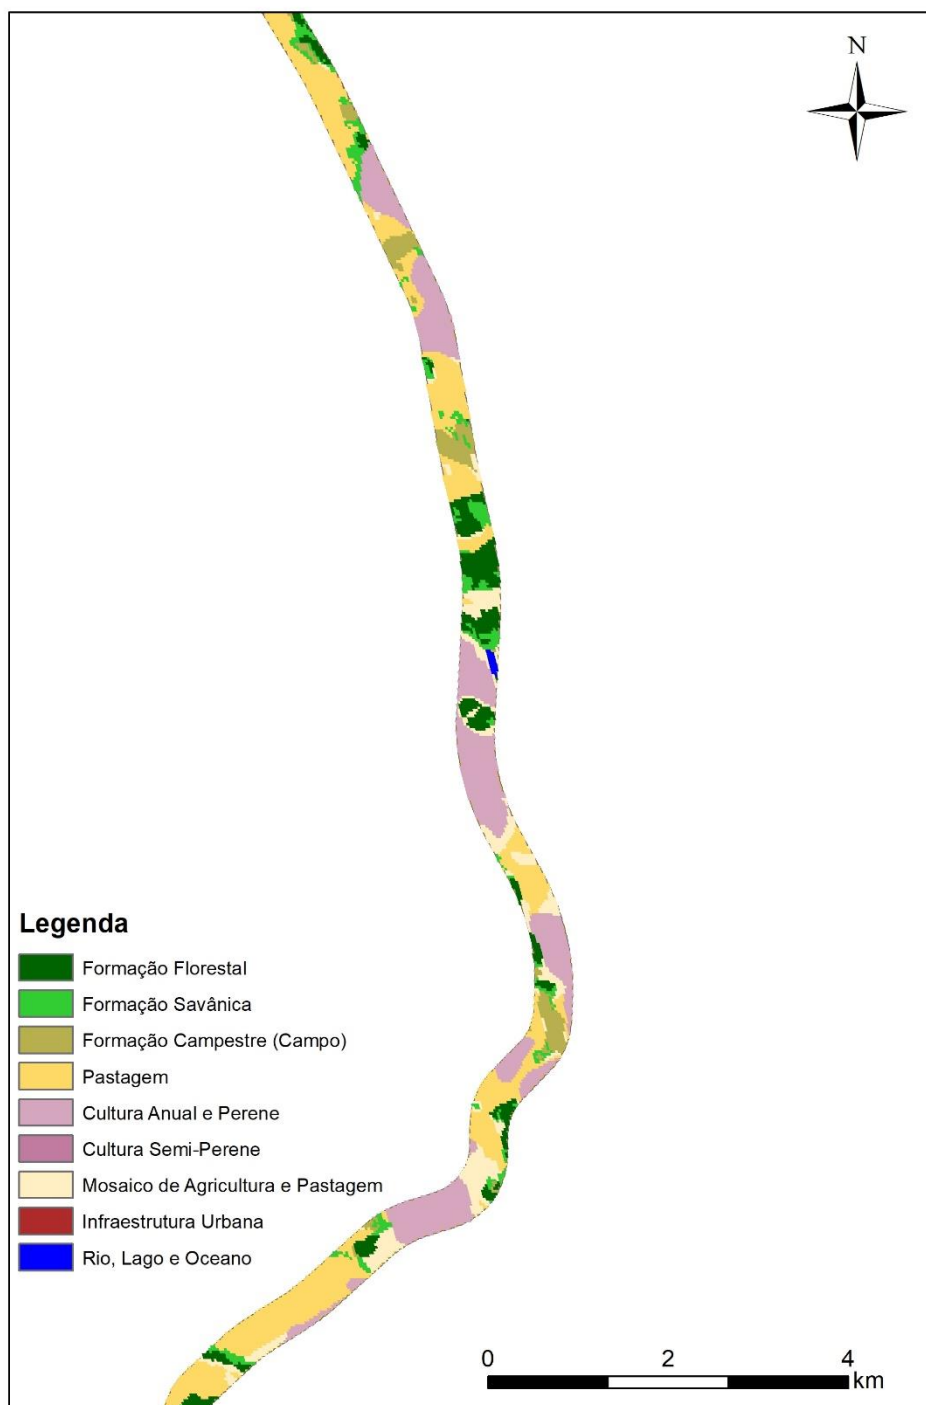 N
Legenda
Formação Florestal
Formação Savânica
Formação Campestre (Campo)
Pastagem
Cultura Anual e Perene
Cultura Semi-Perene
Mosaico de Agricultura e Pastagem
Infraestrutura Urbana
Rio, Lago e Oceano
0 2 4
km